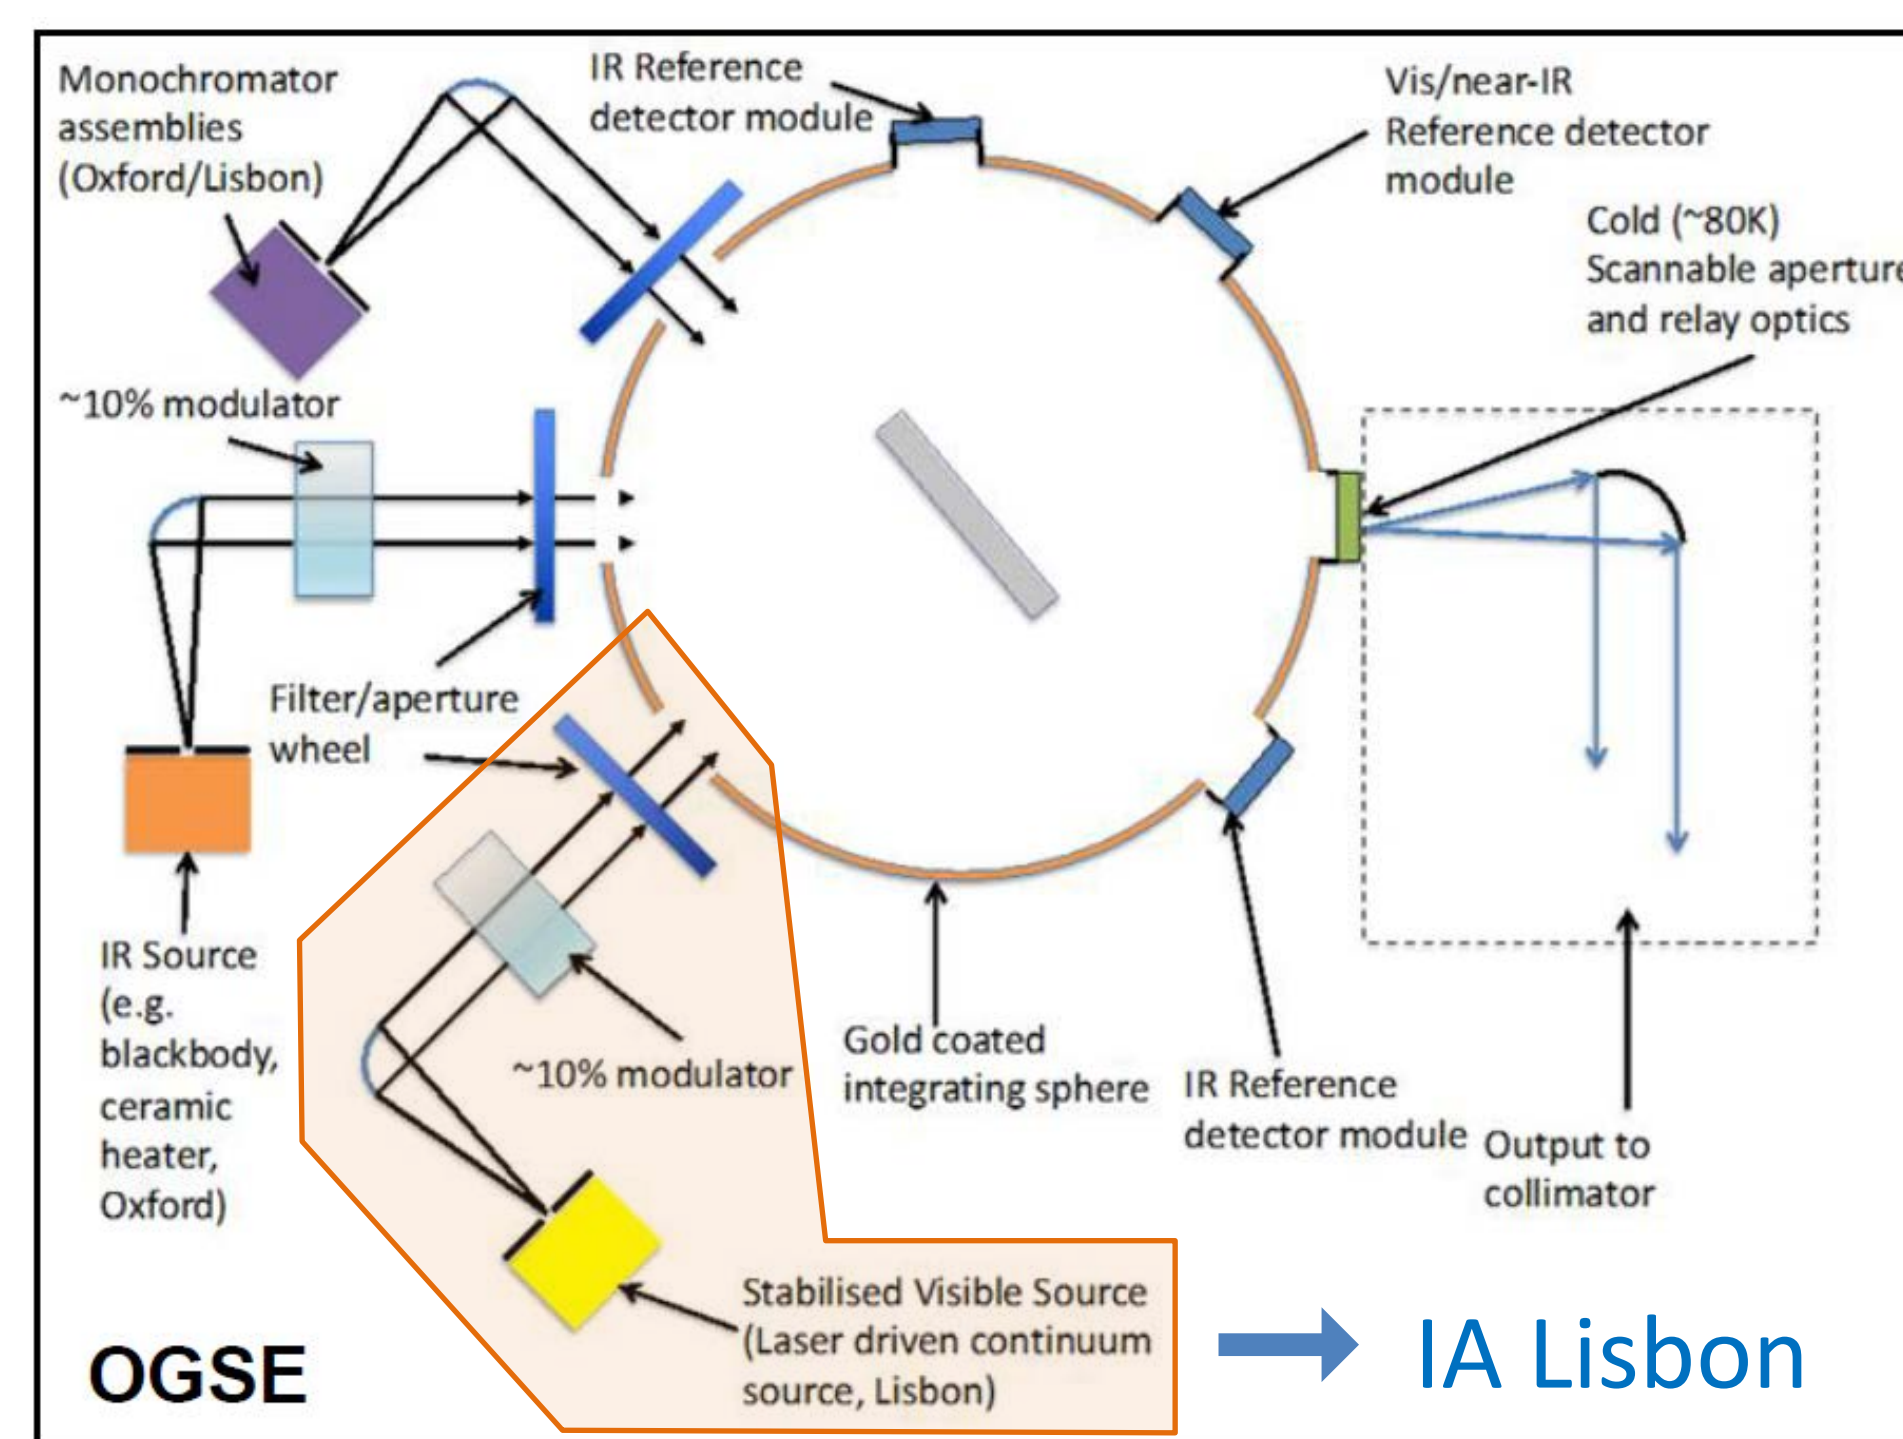 Monochromator
assemblies
(Oxford/Lisbon)
IR Reference
detector module
Vis/near-IR
Reference detector
module
Cold (~80K)
Scannable aperture
and relay optics
~10% modulator
Filter/aperture
wheel
IR Source
(e.g.
blackbody,
ceramic
heater,
Oxford)
~10% modulator
Gold coated
integrating sphere
IR Reference
detector module
Output to
collimator
Stabilised Visible Source
(Laser driven continuum
source, Lisbon)
OGSE
IA Lisbon